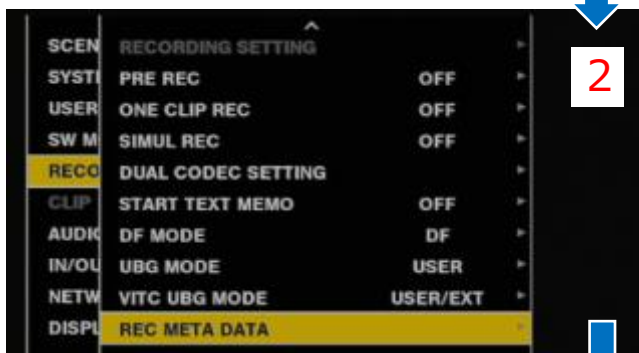 SCEN RECORDING SETTING
SYSTE PRE REC OFF
USER ONE CLIP REC OFF
SW M SIMUL REC OFF
RECO DUAL CODEC SETTING
CLIP START TEXT MEMO OFF
AUDIO DF MODE DF
IN/OU UBG MODE USER
NETW VITC UBG MODE USER/EXT
DISPL REC META DATA
2